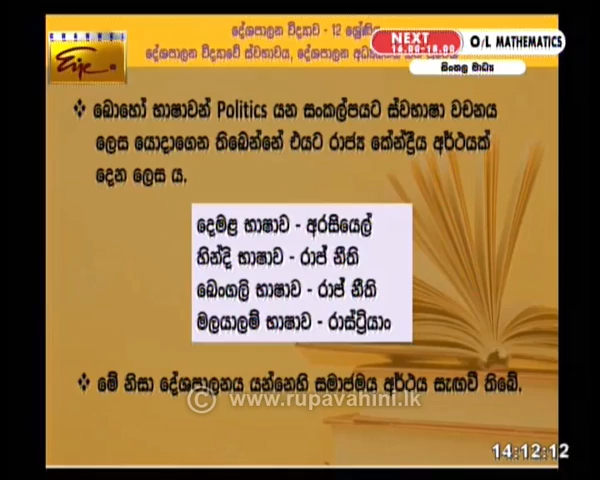 දේශපාලන විද්‍යාව - 12 ශ්‍රේණිය
දේශපාලන විද්‍යාවේ ස්වභාවය, දේශපාලන
NEXT
14.00-18.00
O/L MATHEMATICS
සිංහල මාධ්‍ය
CHANNEL
Eye
❖ බොහෝ භාෂාවන් Politics යන සංකල්පයට ස්වභාෂා වචනය
ලෙස යොදාගෙන තිබෙන්නේ එයට රාජ්‍ය කේන්ද්‍රීය අර්ථයක්
දෙන ලෙස ය.
දෙමළ භාෂාව - අරසියෙල්
හින්දි භාෂාව - රාජ් නීති
බෙංගලි භාෂාව - රාජ් නීති
මලයාලම් භාෂාව - රාස්ට්‍රියාං
❖ මේ නිසා දේශපාලනය යන්නෙහි සමාජමය අර්ථය සැඟවී තිබේ.
© www.rupavahini.lk
14:12:12